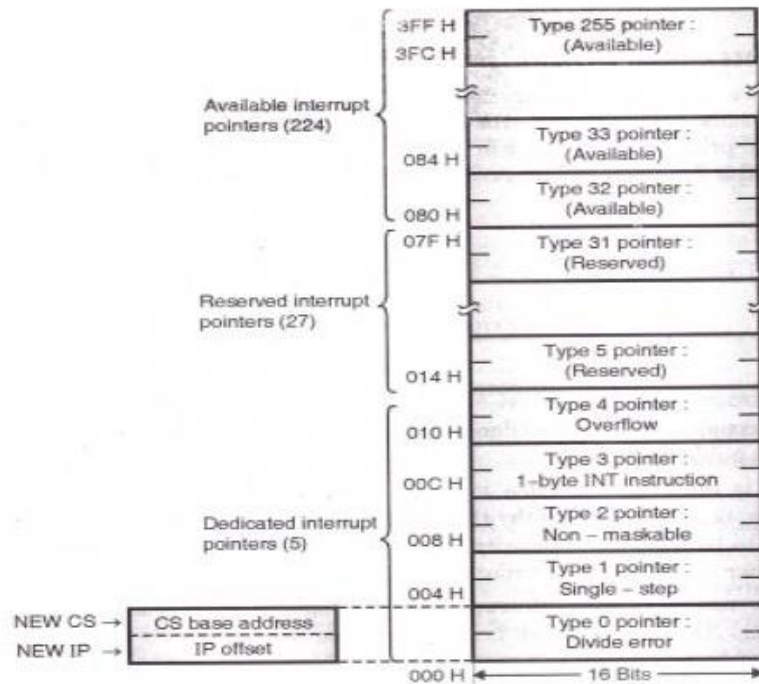 3FF H
Type 255 pointer :
(Available)
3FC H
Available interrupt
pointers (224)
Type 33 pointer :
(Available)
084 H
Type 32 pointer :
(Available)
080 H
07F H
Type 31 pointer :
(Reserved)
Reserved interrupt
pointers (27)
Type 5 pointer :
(Reserved)
014 H
Type 4 pointer :
Overflow
010 H
Type 3 pointer :
1-byte INT instruction
00C H
Dedicated interrupt
pointers (5)
Type 2 pointer :
Non – maskable
008 H
Type 1 pointer :
Single – step
004 H
NEW CS → CS base address
NEW IP → IP offset
Type 0 pointer :
Divide error
000 H
16 Bits